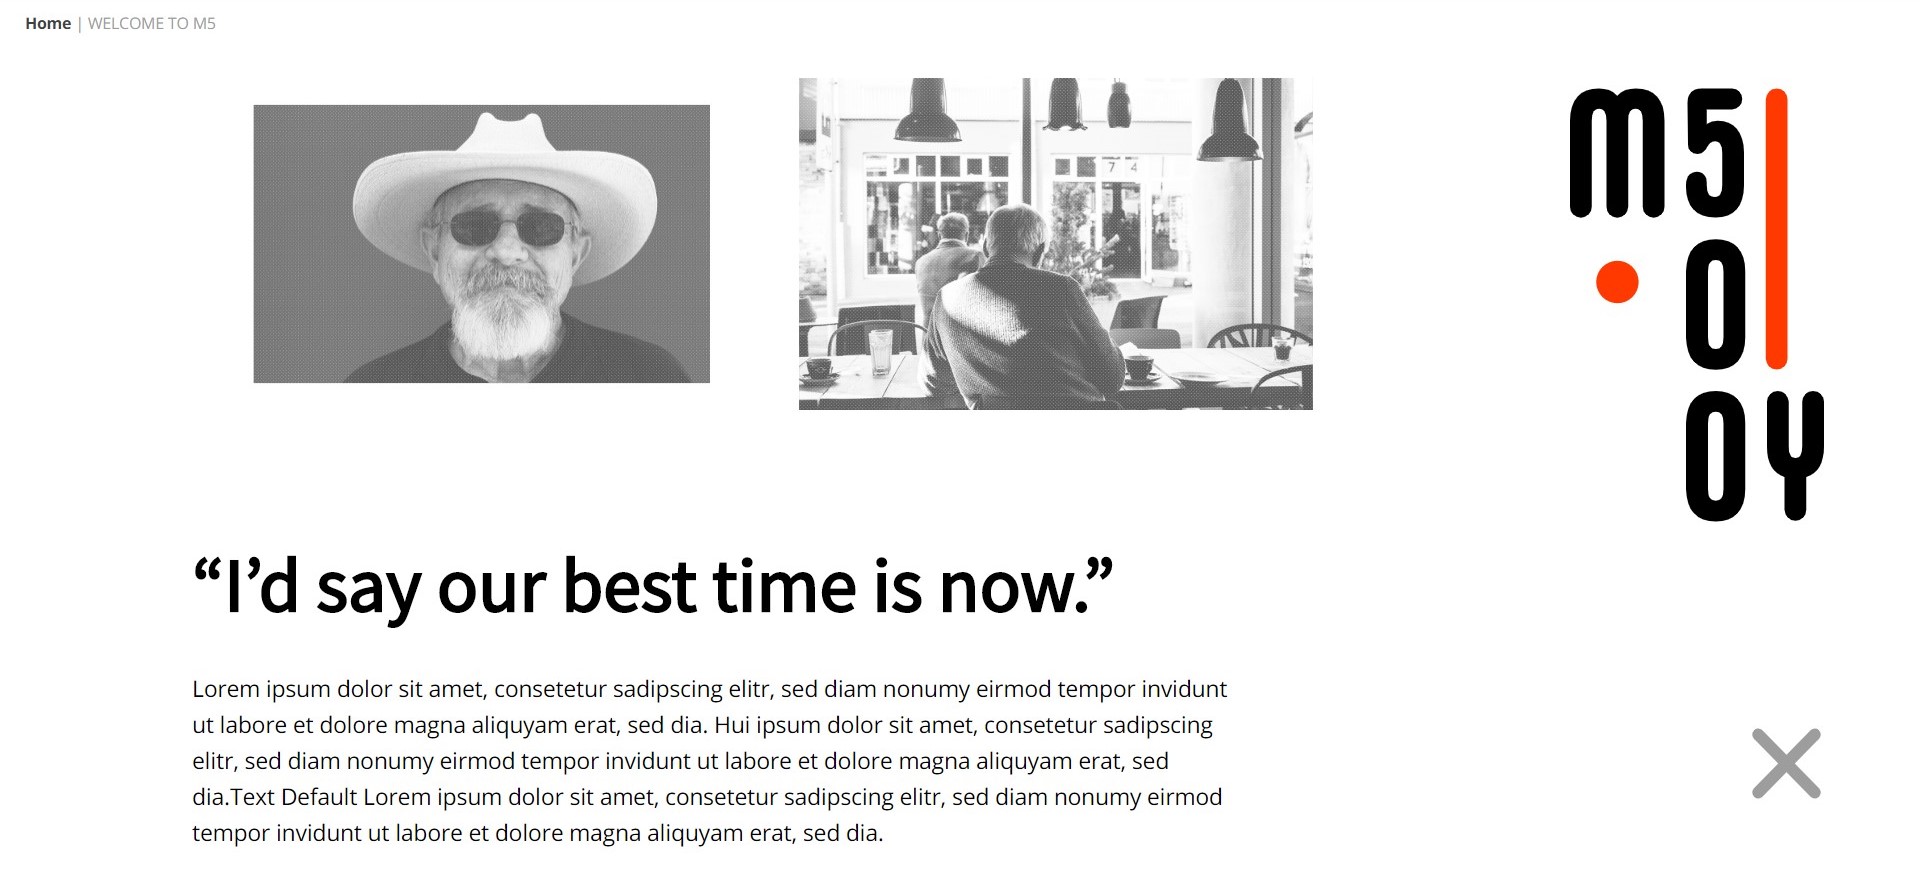 Home | WELCOME TO M5
7 4
m5
0
0Y
“I’d say our best time is now.”
Lorem ipsum dolor sit amet, consetetur sadipscing elitr, sed diam nonumy eirmod tempor invidunt
ut labore et dolore magna aliquyam erat, sed dia. Hui ipsum dolor sit amet, consetetur sadipscing
elitr, sed diam nonumy eirmod tempor invidunt ut labore et dolore magna aliquyam erat, sed
dia.Text Default Lorem ipsum dolor sit amet, consetetur sadipscing elitr, sed diam nonumy eirmod
tempor invidunt ut labore et dolore magna aliquyam erat, sed dia.